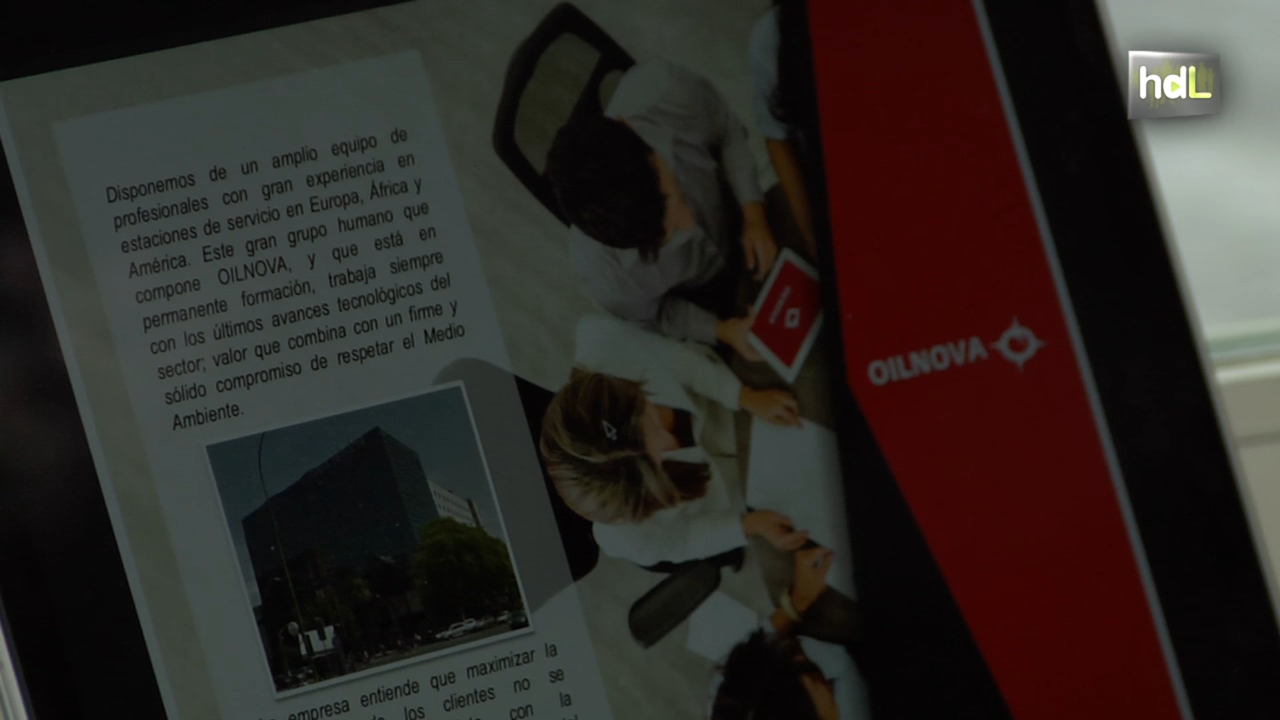 hdL
Disponemos de un amplio equipo de
profesionales con gran experiencia en
estaciones de servicio en Europa, África y
América. Este gran grupo humano que
compone OILNOVA, y que está en
permanente formación, trabaja siempre
con los últimos avances tecnológicos del
sector; valor que combina con un firme y
sólido compromiso de respetar el Medio
Ambiente.
OILNOVA
empresa entiende que maximizar la
los clientes no se
con la